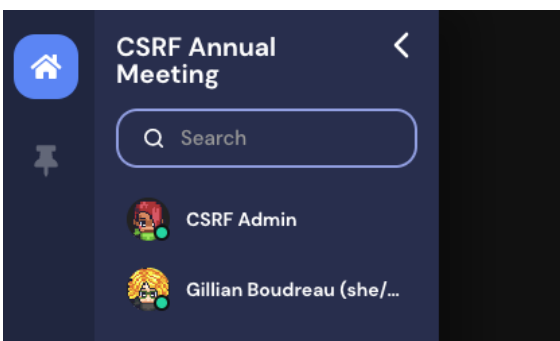 CSRF Annual
Meeting
Search
CSRF Admin
Gillian Boudreau (she/...